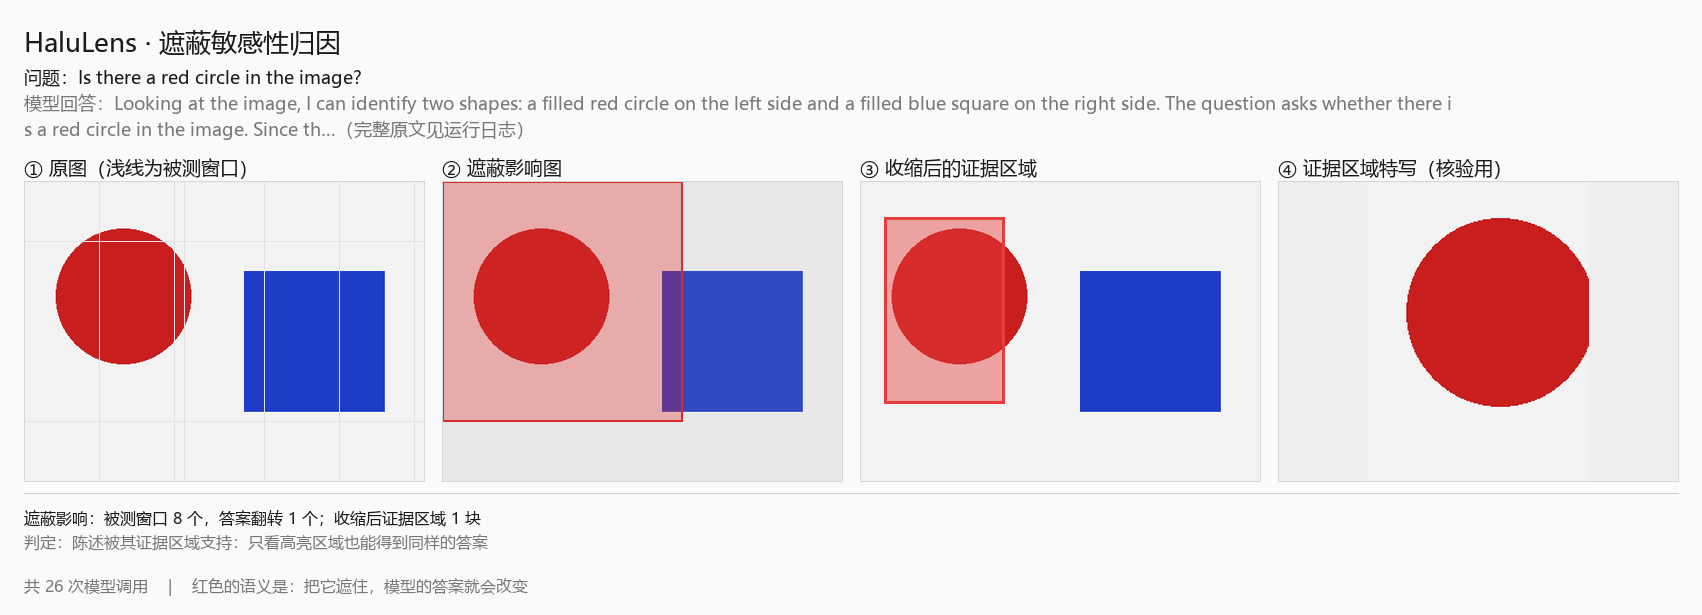 HaluLens · 遮蔽敏感性归因
问题：Is there a red circle in the image?
模型回答：Looking at the image, I can identify two shapes: a filled red circle on the left side and a filled blue square on the right side. The question asks whether there i
s a red circle in the image. Since th...（完整原文见运行日志）
① 原图（浅线为被测窗口）
② 遮蔽影响图
③ 收缩后的证据区域
④ 证据区域特写（核验用）
遮蔽影响：被测窗口 8 个，答案翻转 1 个；收缩后证据区域 1 块
判定：陈述被其证据区域支持：只看高亮区域也能得到同样的答案
共 26 次模型调用 | 红色的语义是：把它遮住，模型的答案就会改变